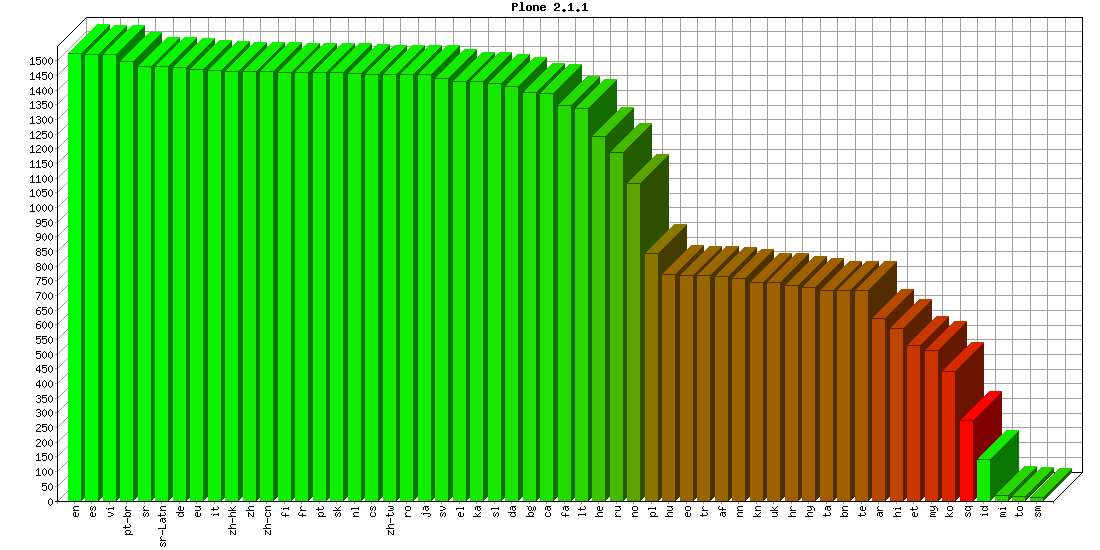 Plone 2.1.1
1500
1450
1400
1350
1300
1250
1200
1150
1100
1050
1000
950
900
850
800
750
700
650
600
550
500
450
400
350
300
250
200
150
100
50
0
en
es
vi
pt-br
sr
sr-Latn
de
eu
it
zh-hk
zh
zh-cn
fi
fr
pt
sk
nl
cs
zh-tw
ro
ja
sv
el
ka
sl
da
bg
ca
fa
lt
he
ru
no
pl
hu
eo
tr
af
nn
kn
uk
hr
hy
ta
bn
te
ar
hi
et
my
ko
sq
id
mi
to
sm